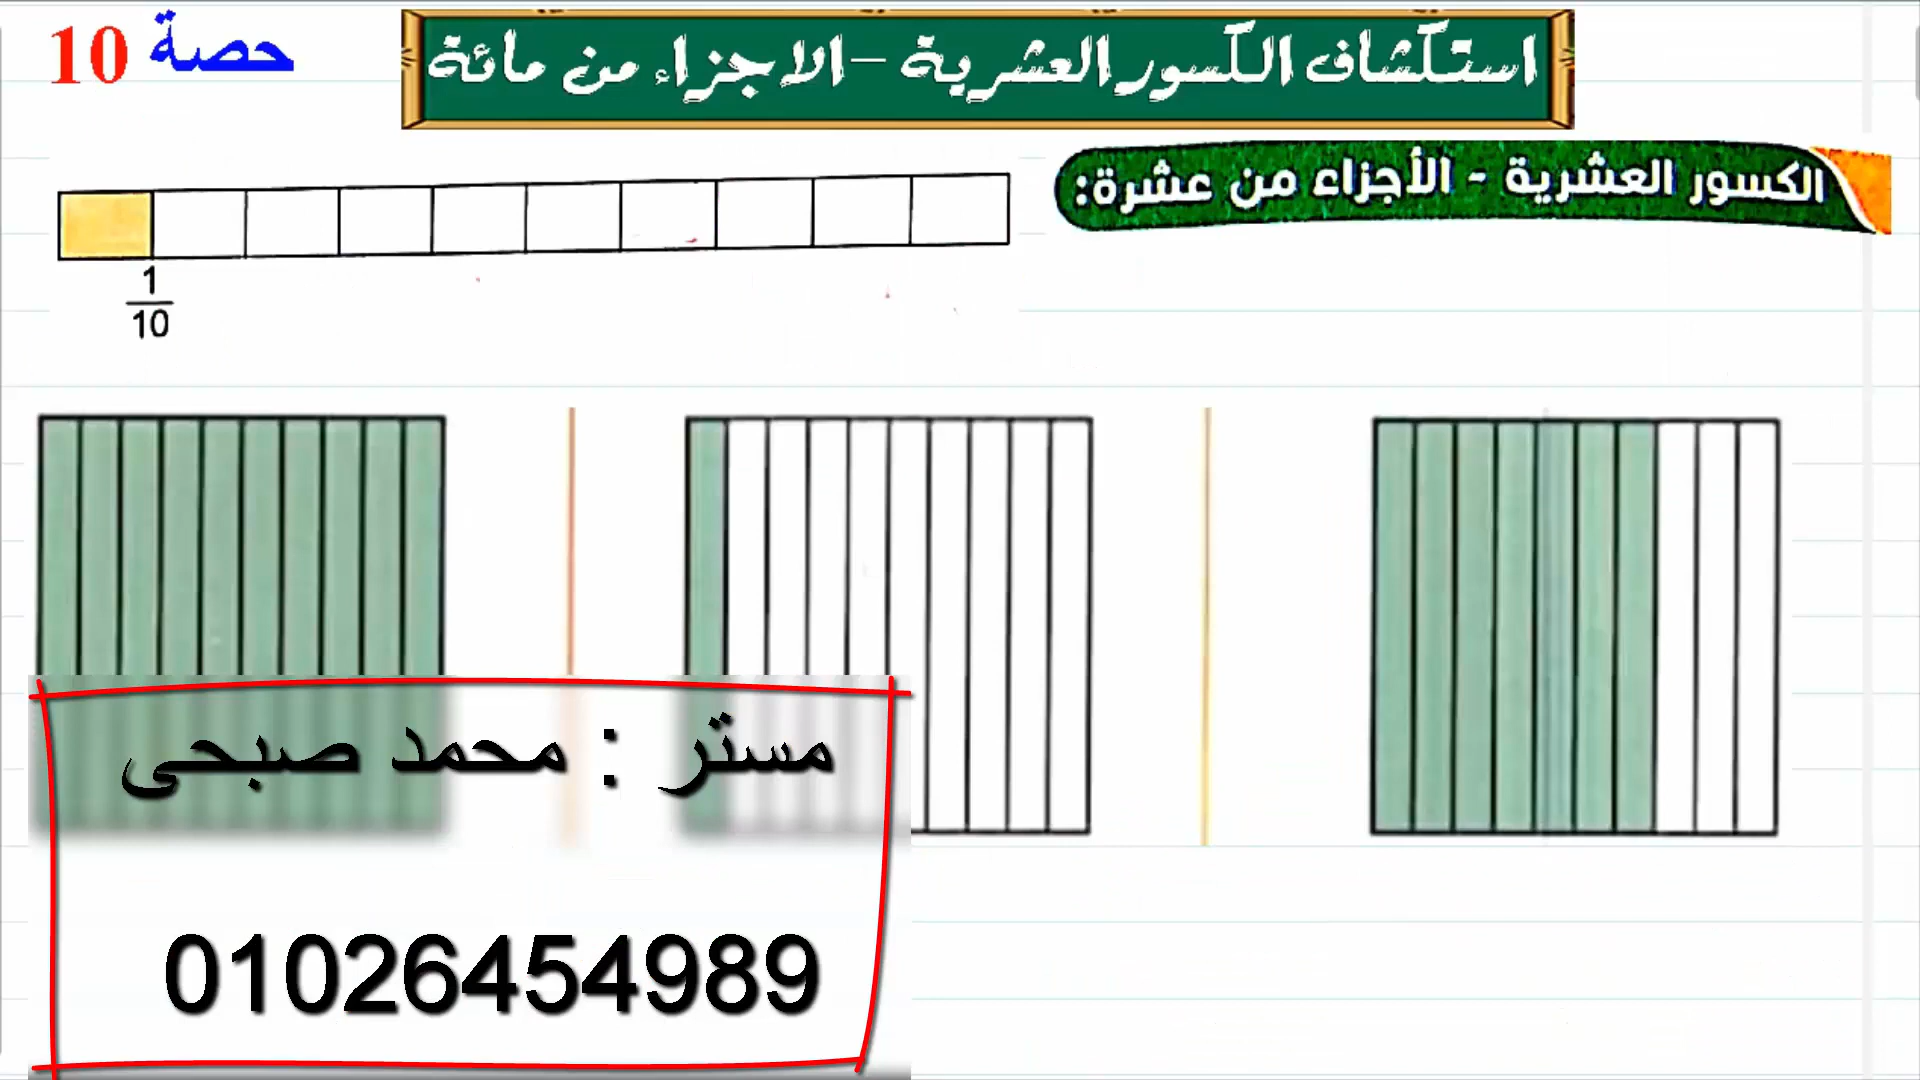 حصة 10
استكشاف الكسور العشرية – الاجزاء من مائة
الكسور العشرية - الأجزاء من عشرة:
1
10
مستر : محمد صبحى
01026454989